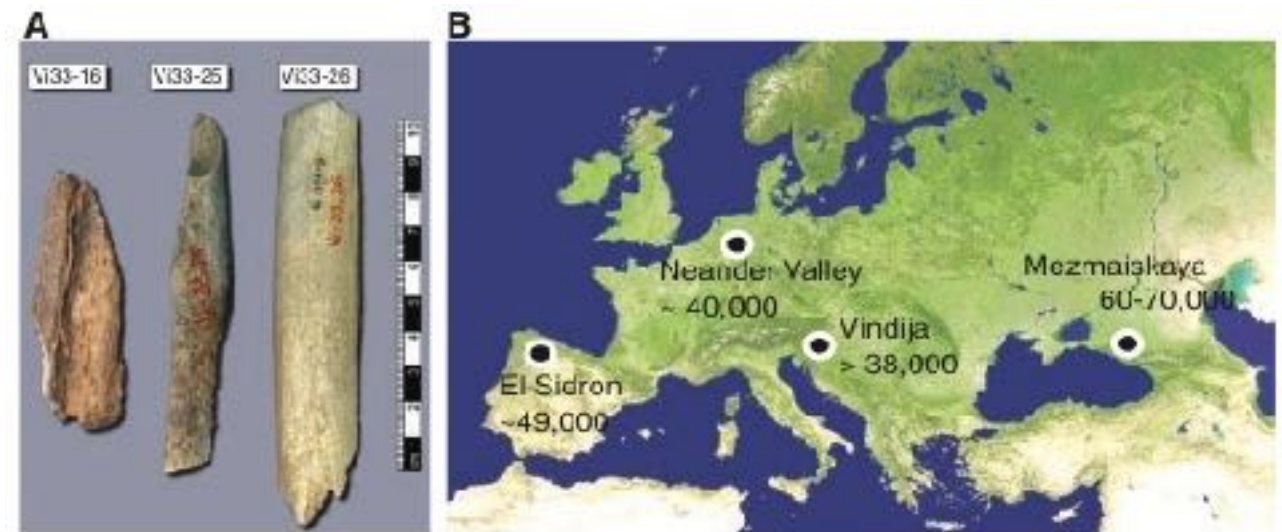 A
B
Vi33-16
Vi33-25
Vi33-26
Neander Valley
~ 40,000
Mezmaiskaya
60-70,000
Vindija
> 38,000
El Sidron
~49,000